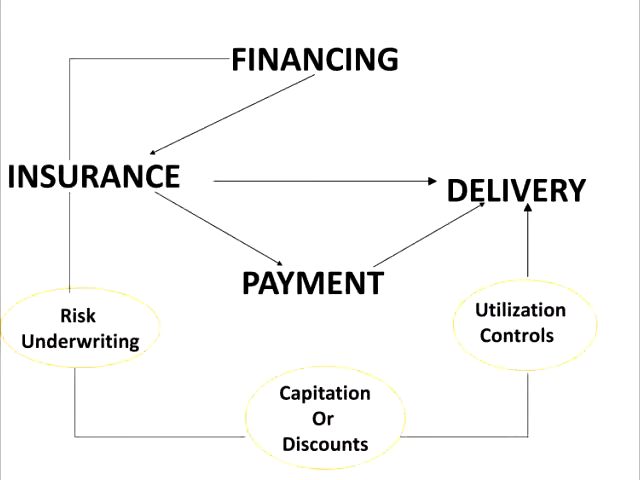 FINANCING
INSURANCE
DELIVERY
PAYMENT
Risk
Underwriting
Utilization
Controls
Capitation
Or
Discounts